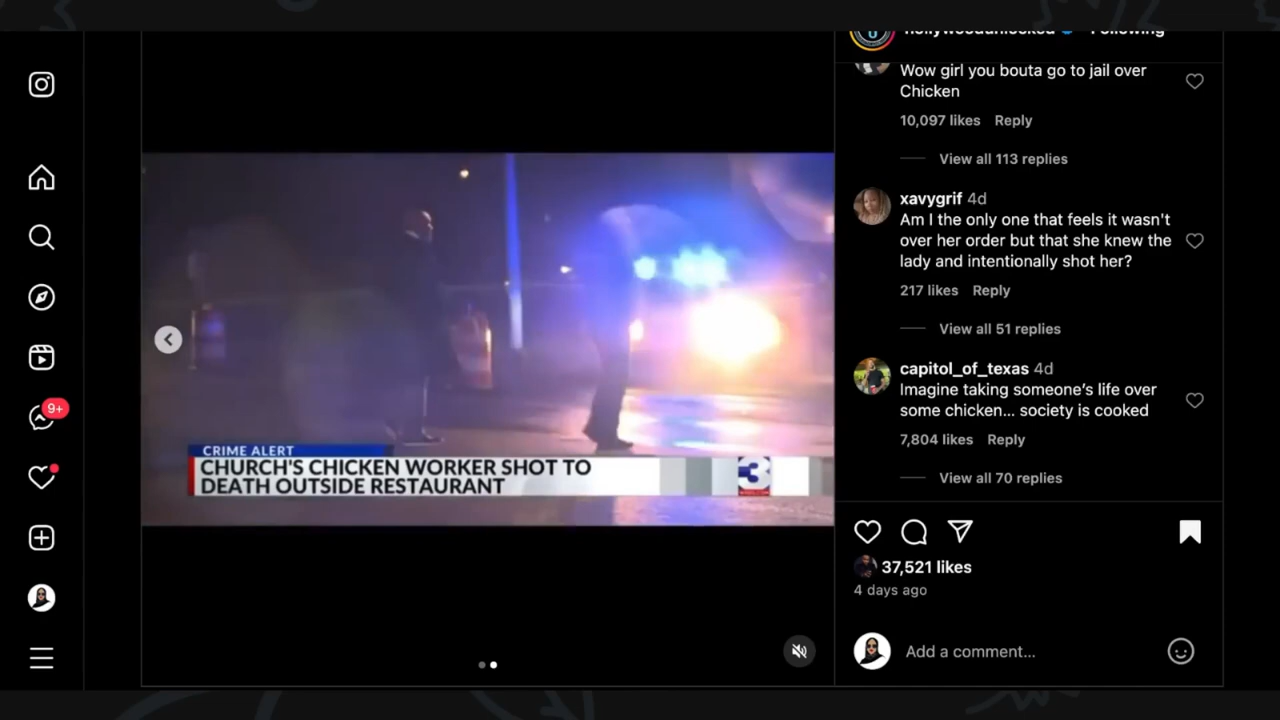 Following
Wow girl you bouta go to jail over
Chicken
10,097 likes Reply
View all 113 replies
xavygrif 4d
Am I the only one that feels it wasn't
over her order but that she knew the
lady and intentionally shot her?
217 likes Reply
View all 51 replies
capitol_of_texas 4d
Imagine taking someone’s life over
some chicken... society is cooked
7,804 likes Reply
View all 70 replies
37,521 likes
4 days ago
Add a comment...
9+
CRIME ALERT
CHURCH'S CHICKEN WORKER SHOT TO
DEATH OUTSIDE RESTAURANT
3